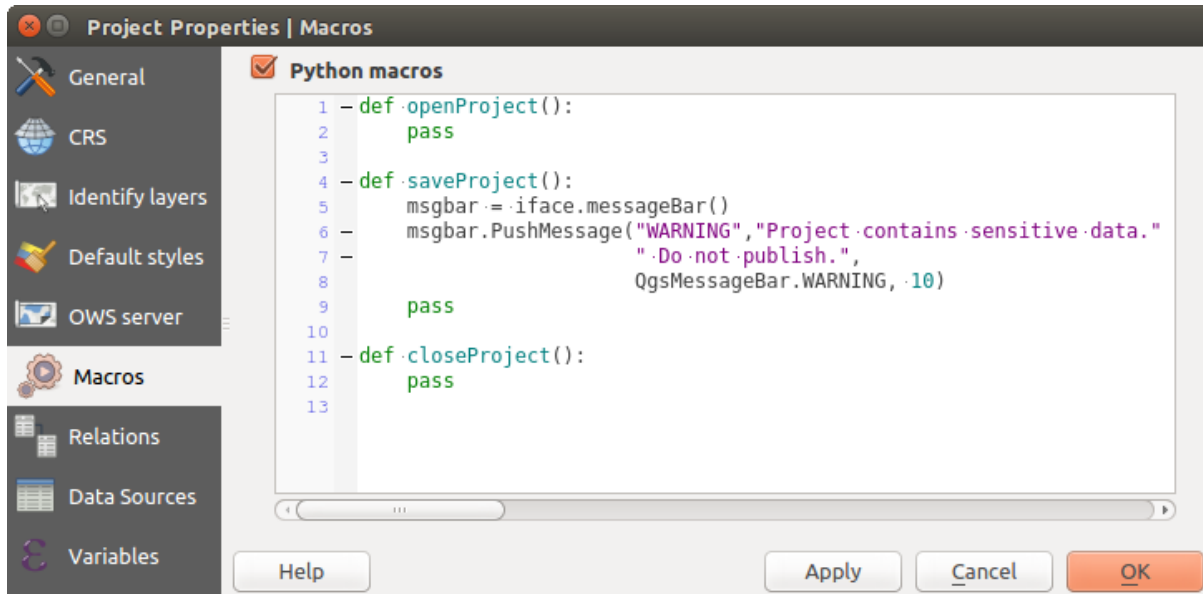 Project Properties | Macros
General
CRS
Identify layers
Default styles
OWS server
Macros
Relations
Data Sources
Variables
Python macros
1 def openProject():
2     pass
3
4 def saveProject():
5     msgbar = iface.messageBar()
6     msgbar.PushMessage("WARNING","Project contains sensitive data."
7                        " Do not publish.",
8                        QgsMessageBar.WARNING, 10)
9     pass
10
11 def closeProject():
12     pass
13
Help
Apply
Cancel
OK